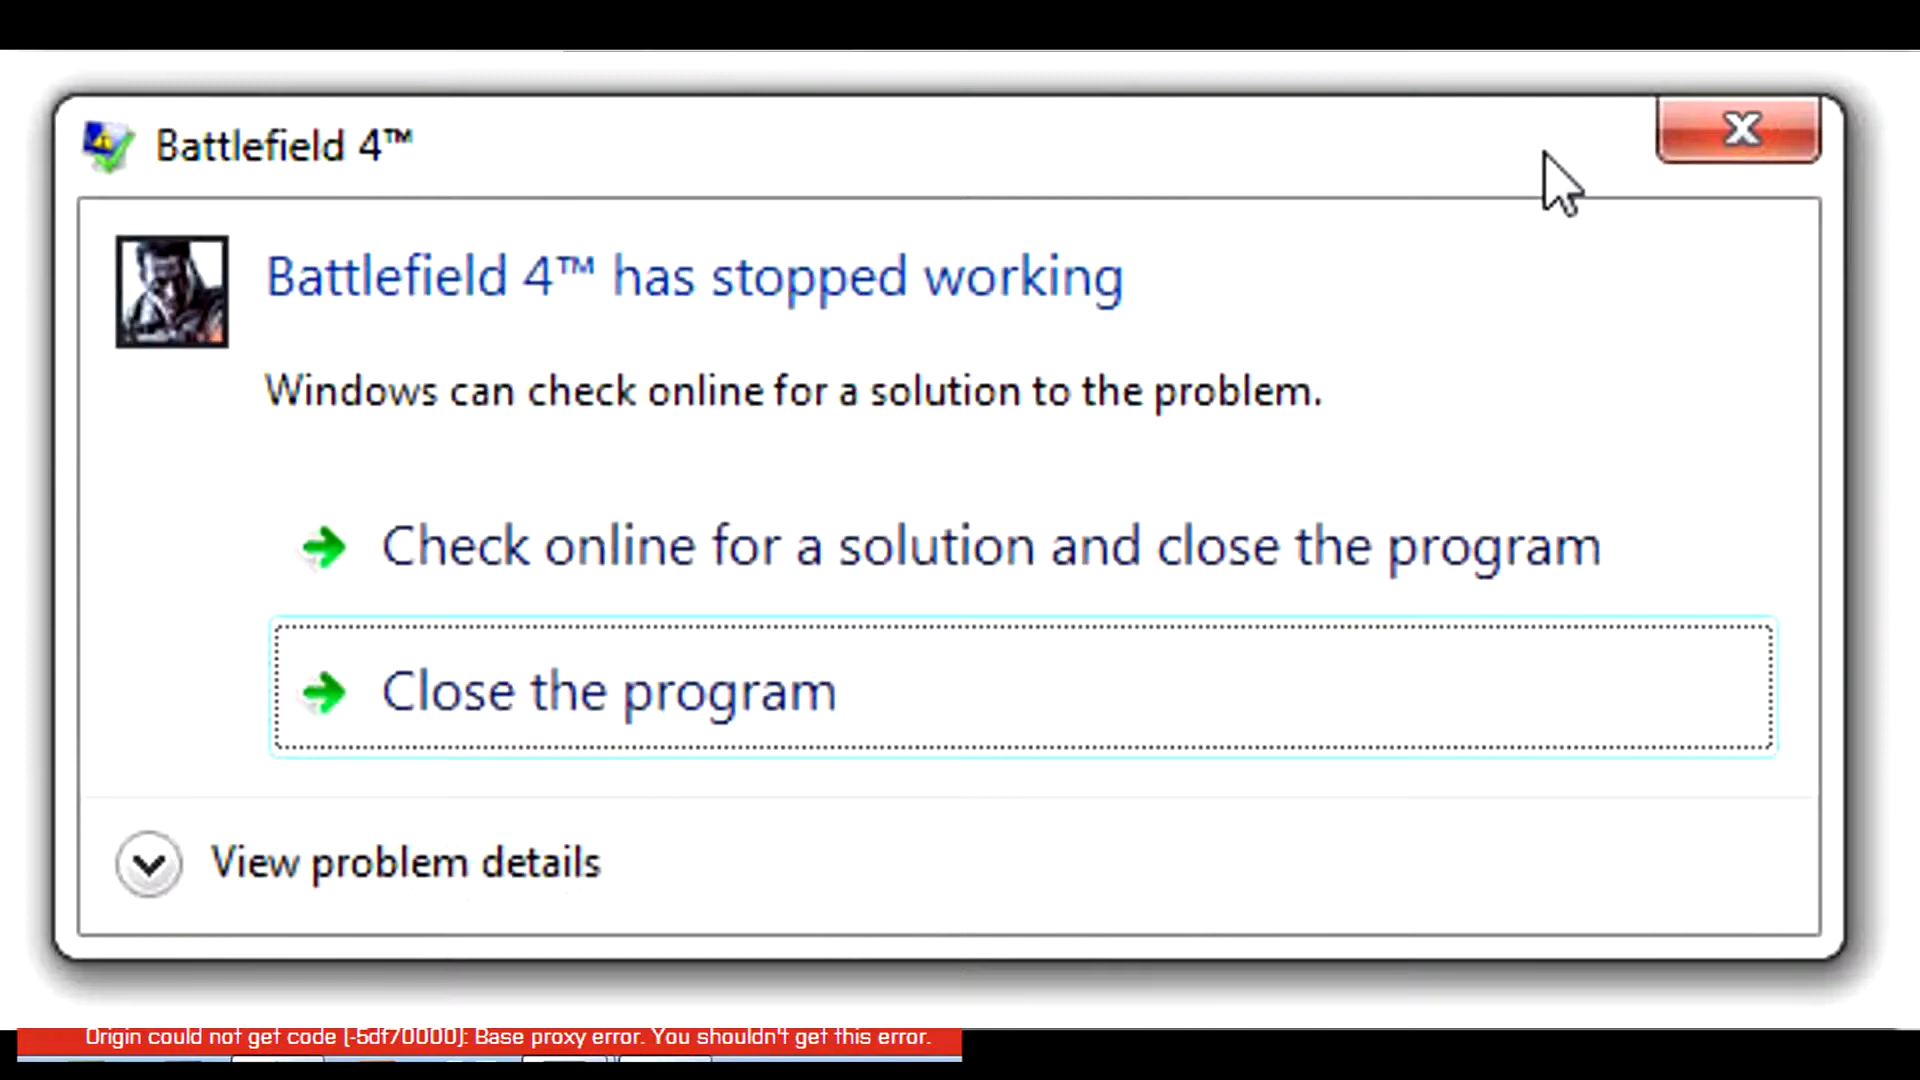 Battlefield 4™
Battlefield 4™ has stopped working
Windows can check online for a solution to the problem.
Check online for a solution and close the program
Close the program
View problem details
Origin could not get code (-5df70000): Base proxy error. You shouldn't get this error.